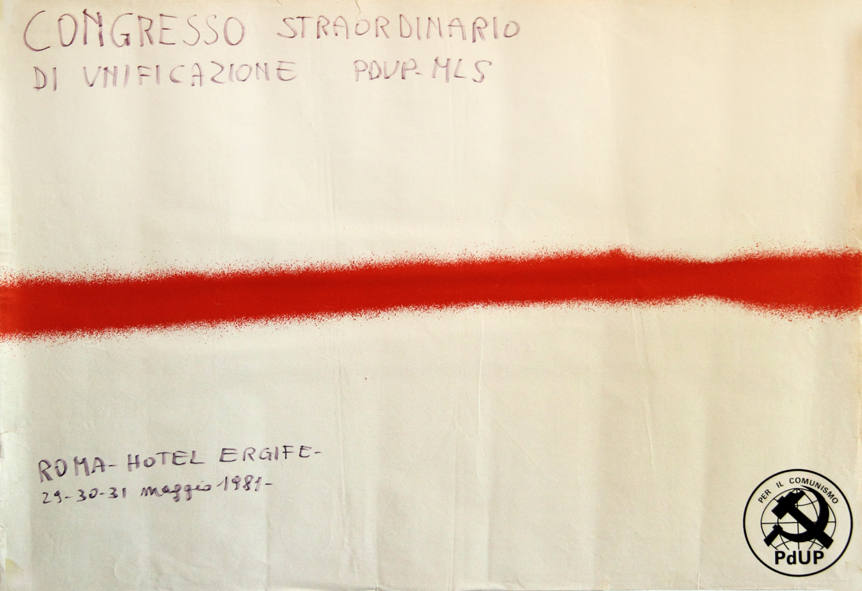 CONGRESSO STRAORDINARIO
DI UNIFICAZIONE PDUP-MLS
ROMA-HOTEL ERGIFE-
29-30-31 maggio 1981-
PER IL COMUNISMO
PdUP